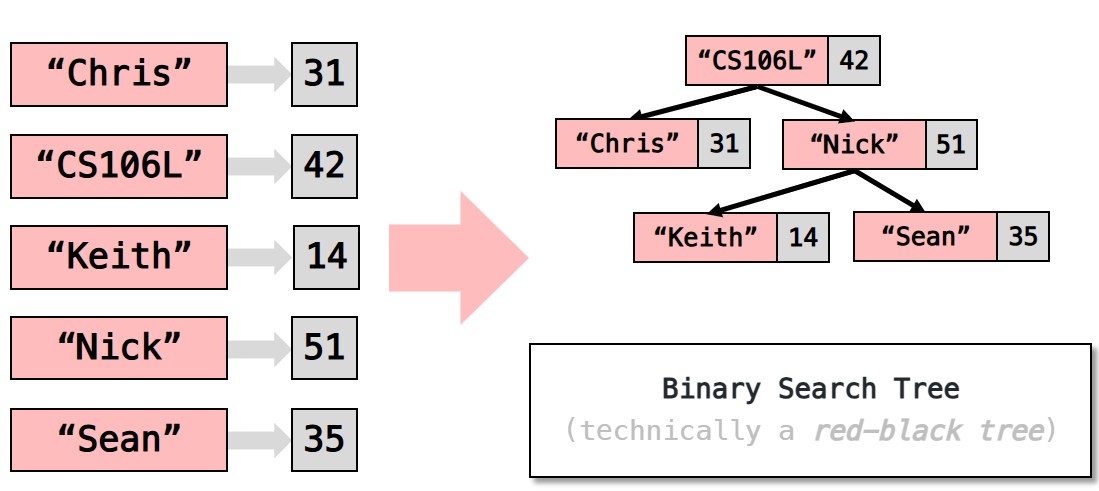 “Chris” 31
“CS106L” 42
“Keith” 14
“Nick” 51
“Sean” 35
“CS106L” 42
“Chris” 31 “Nick” 51
“Keith” 14 “Sean” 35
Binary Search Tree
(technically a red–black tree)